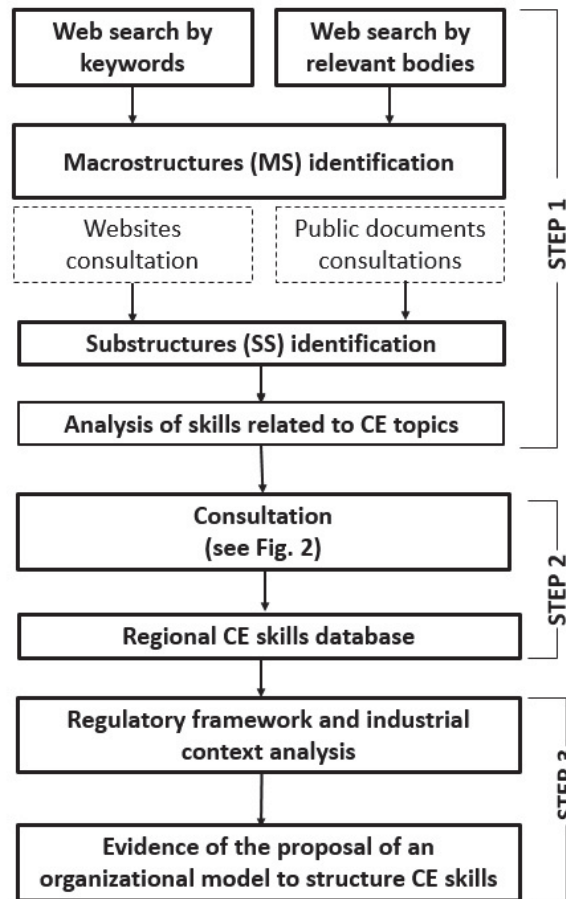 Web search by
keywords
Web search by
relevant bodies
Macrostructures (MS) identification
Websites
consultation
Public documents
consultations
Substructures (SS) identification
Analysis of skills related to CE topics
STEP 1
Consultation
(see Fig. 2)
Regional CE skills database
STEP 2
Regulatory framework and industrial
context analysis
Evidence of the proposal of an
organizational model to structure CE skills
STEP 3